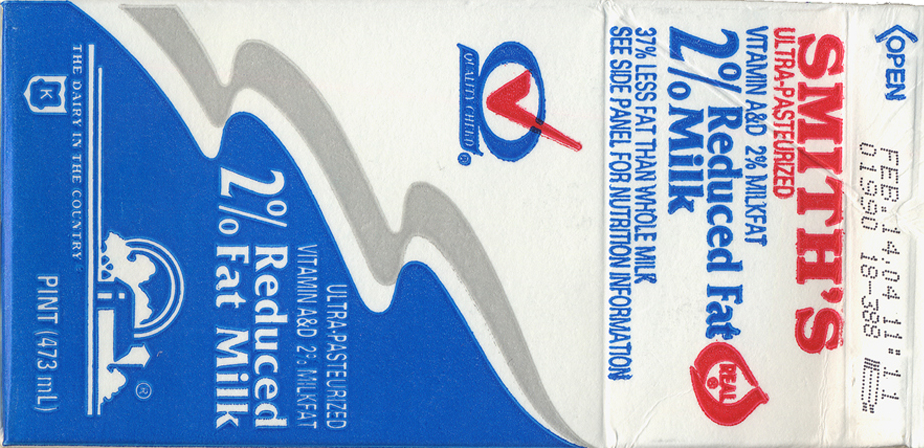 OPEN
FEB.14.04 11:11
01990 18-388
SMITH'S
ULTRA-PASTEURIZED
VITAMIN A&D 2% MILKFAT
2% Reduced Fat
Milk
REAL
®
37% LESS FAT THAN WHOLE MILK
SEE SIDE PANEL FOR NUTRITION INFORMATION
QUALITY CHEKD®
ULTRA-PASTEURIZED
VITAMIN A&D 2% MILKFAT
2% Reduced
Fat Milk
®
PINT (473 mL)
THE DAIRY IN THE COUNTRY
K